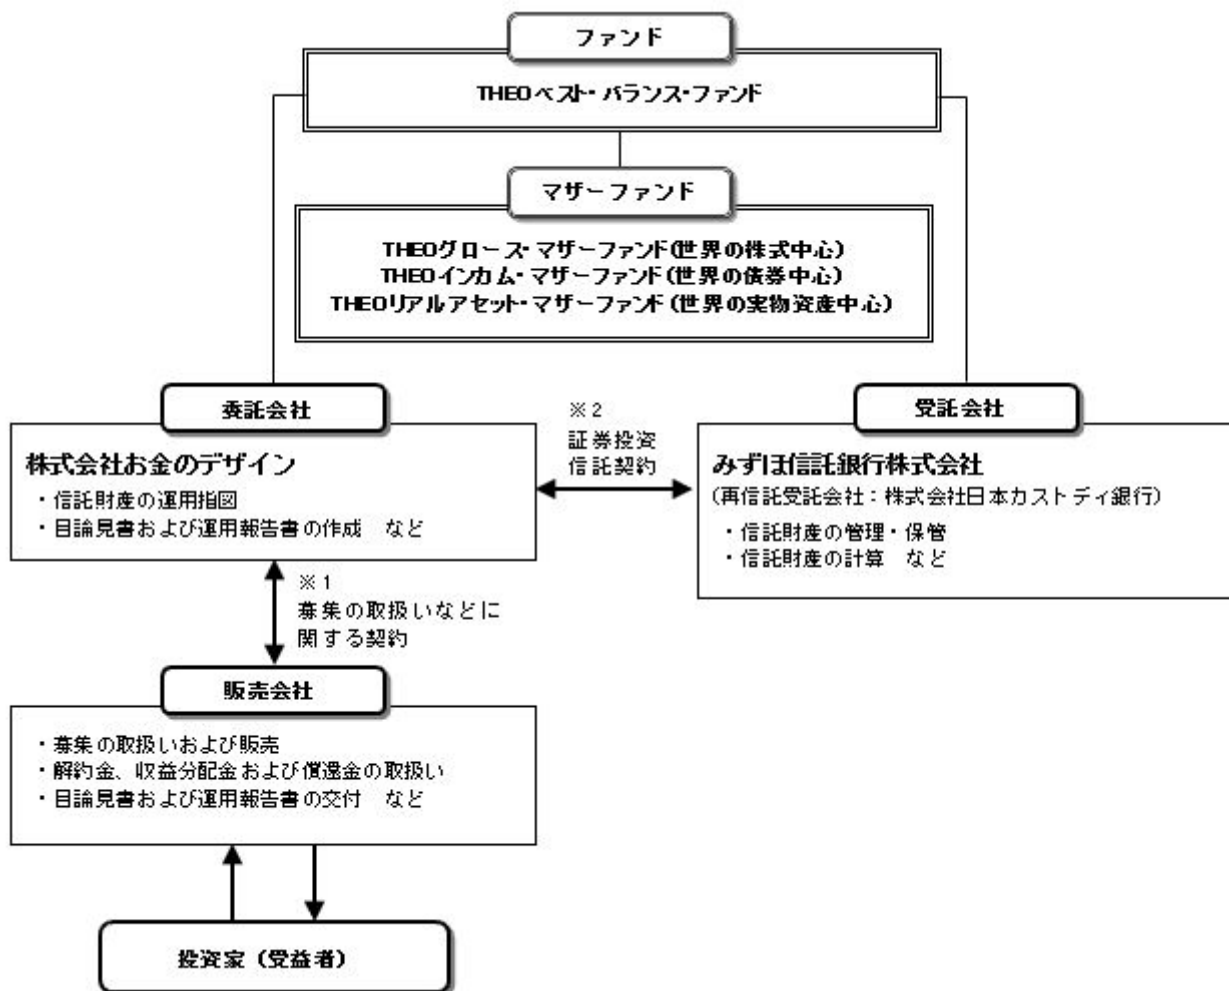 ファンド
THEOベスト・バランス・ファンド
マザーファンド
THEOグロース・マザーファンド(世界の株式中心)
THEOインカム・マザーファンド(世界の債券中心)
THEOリアルアセット・マザーファンド(世界の実物資産中心)
委託会社
株式会社お金のデザイン
・信託財産の運用指図
・目論見書および運用報告書の作成 など
※2
証券投資
信託契約
受託会社
みずほ信託銀行株式会社
(再信託受託会社：株式会社日本カストディ銀行)
・信託財産の管理・保管
・信託財産の計算 など
※1
募集の取扱いなどに
関する契約
販売会社
・募集の取扱いおよび販売
・解約金、収益分配金および償還金の取扱い
・目論見書および運用報告書の交付 など
投資家（受益者）